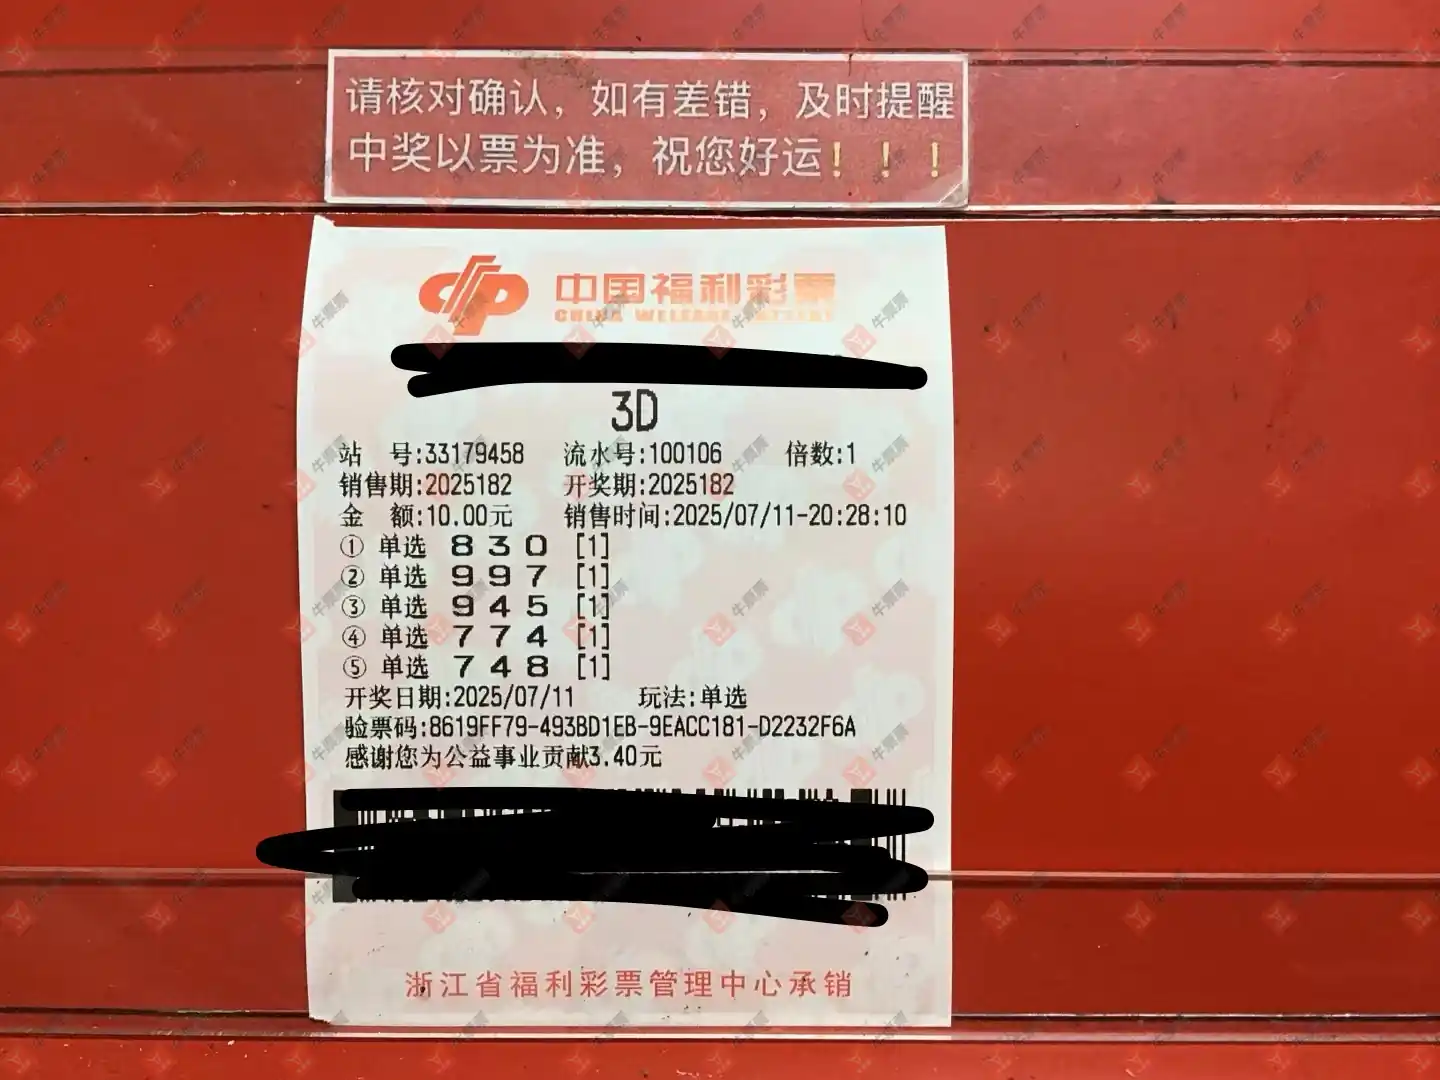 请核对确认，如有差错，及时提醒
中奖以票为准，祝您好运！！！
中国福利彩票
CHINA WELFARE LOTTERY
3D
站 号:33179458 流水号:100106 倍数:1
销售期:2025182 开奖期:2025182
金 额:10.00元 销售时间:2025/07/11-20:28:10
① 单选 8 3 0 [1]
② 单选 9 9 7 [1]
③ 单选 9 4 5 [1]
④ 单选 7 7 4 [1]
⑤ 单选 7 4 8 [1]
开奖日期:2025/07/11 玩法:单选
验票码:8619FF79-493BD1EB-9EACC181-D2232F6A
感谢您为公益事业贡献3.40元
浙江省福利彩票管理中心承销
牛票票